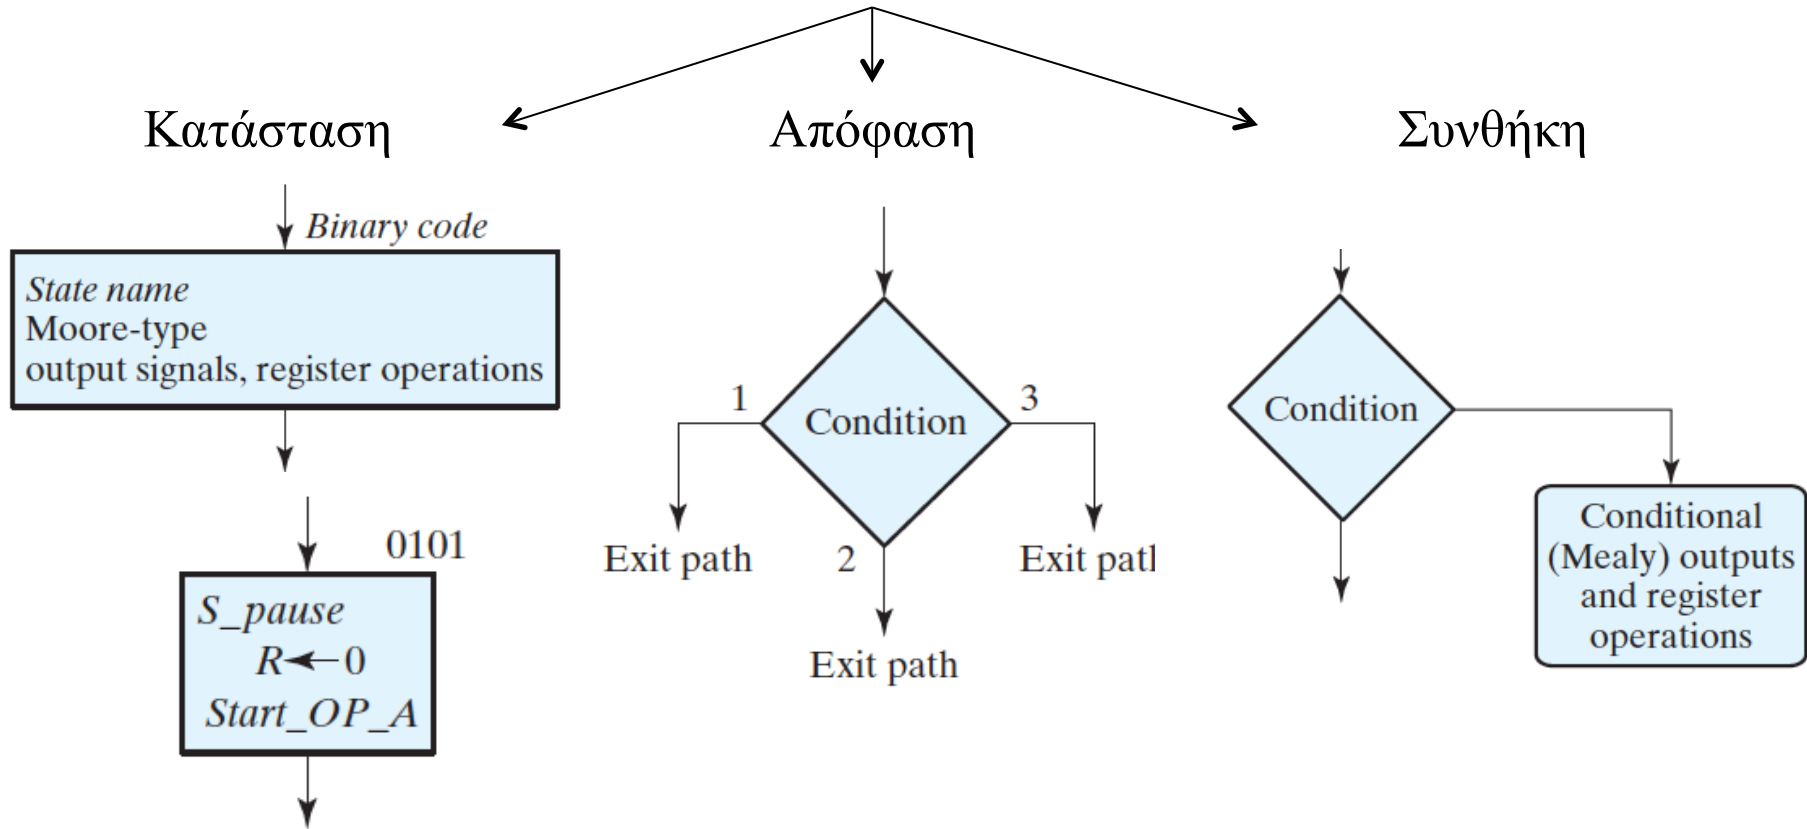 Κατάσταση
Απόφαση
Συνθήκη
Binary code
State name
Moore-type
output signals, register operations
0101
S_pause
R←0
Start_OP_A
1
Condition
3
Exit path
2
Exit path
Exit path
Condition
Conditional
(Mealy) outputs
and register
operations